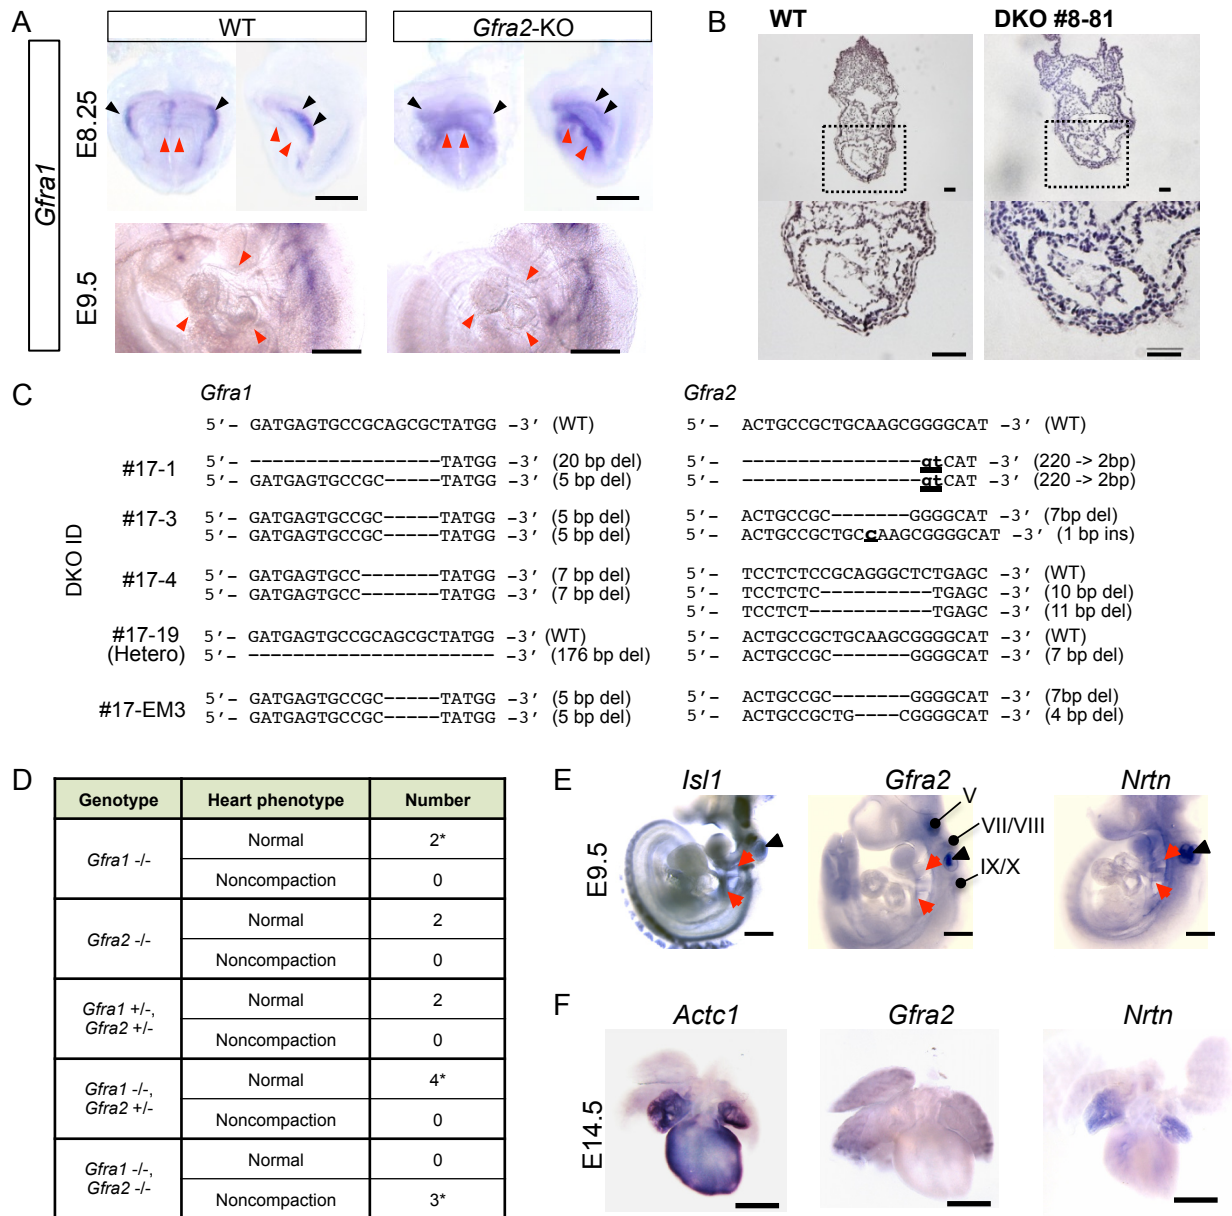 A
WT
Gfra2-KO
Gfra1
E8.25
E9.5
B
WT
DKO #8-81
C
Gfra1
Gfra2
DKO ID
5′– GATGAGTGCCGCAGCGCTATGG –3′ (WT)
5′– ACTGCCGCTGCAAGCGGGGCAT –3′ (WT)
#17-1
5′– –––––––––––––––––TATGG –3′ (20 bp del)
5′– GATGAGTGCCGC–––––TATGG –3′ (5 bp del)
5′– ––––––––––––––––gtCAT –3′ (220 -> 2bp)
5′– ––––––––––––––––gtCAT –3′ (220 -> 2bp)
#17-3
5′– GATGAGTGCCGC–––––TATGG –3′ (5 bp del)
5′– GATGAGTGCCGC–––––TATGG –3′ (5 bp del)
5′– ACTGCCGC–––––––GGGGCAT –3′ (7bp del)
5′– ACTGCCGCTGCcAAGCGGGGCAT –3′ (1 bp ins)
#17-4
5′– GATGAGTGCC–––––––TATGG –3′ (7 bp del)
5′– GATGAGTGCC–––––––TATGG –3′ (7 bp del)
5′– TCCTCTCCGCAGGGCTCTGAGC –3′ (WT)
5′– TCCTCTC––––––––––TGAGC –3′ (10 bp del)
5′– TCCTCT–––––––––––TGAGC –3′ (11 bp del)
#17-19
(Hetero)
5′– GATGAGTGCCGCAGCGCTATGG –3′ (WT)
5′– –––––––––––––––––––––– –3′ (176 bp del)
5′– ACTGCCGCTGCAAGCGGGGCAT –3′ (WT)
5′– ACTGCCGC–––––––GGGGCAT –3′ (7 bp del)
#17-EM3
5′– GATGAGTGCCGC–––––TATGG –3′ (5 bp del)
5′– GATGAGTGCCGC–––––TATGG –3′ (5 bp del)
5′– ACTGCCGC–––––––GGGGCAT –3′ (7bp del)
5′– ACTGCCGCTG––––CGGGGCAT –3′ (4 bp del)
D
Genotype Heart phenotype Number
Gfra1 -/-
Normal 2*
Noncompaction 0
Gfra2 -/-
Normal 2
Noncompaction 0
Gfra1 +/-,
Gfra2 +/-
Normal 2
Noncompaction 0
Gfra1 -/-,
Gfra2 +/-
Normal 4*
Noncompaction 0
Gfra1 -/-,
Gfra2 -/-
Normal 0
Noncompaction 3*
E
Isl1
Gfra2
Nrtn
E9.5
V
VII/VIII
IX/X
F
Actc1
Gfra2
Nrtn
E14.5